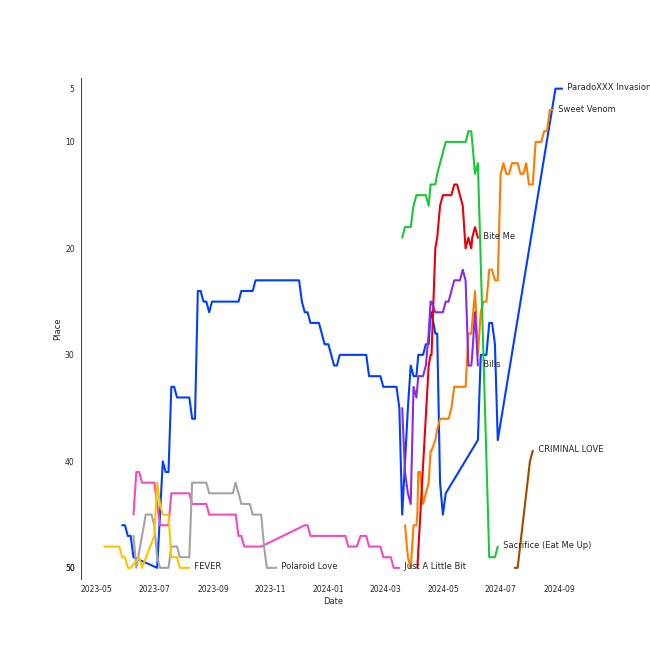 5
ParadoXXX Invasion
Sweet Venom
10
20
Bite Me
Place
30
Bills
40
CRIMINAL LOVE
Sacrifice (Eat Me Up)
50
FEVER
Polaroid Love
Just A Little Bit
2023-05
2023-07
2023-09
2023-11
2024-01
2024-03
2024-05
2024-07
2024-09
Date